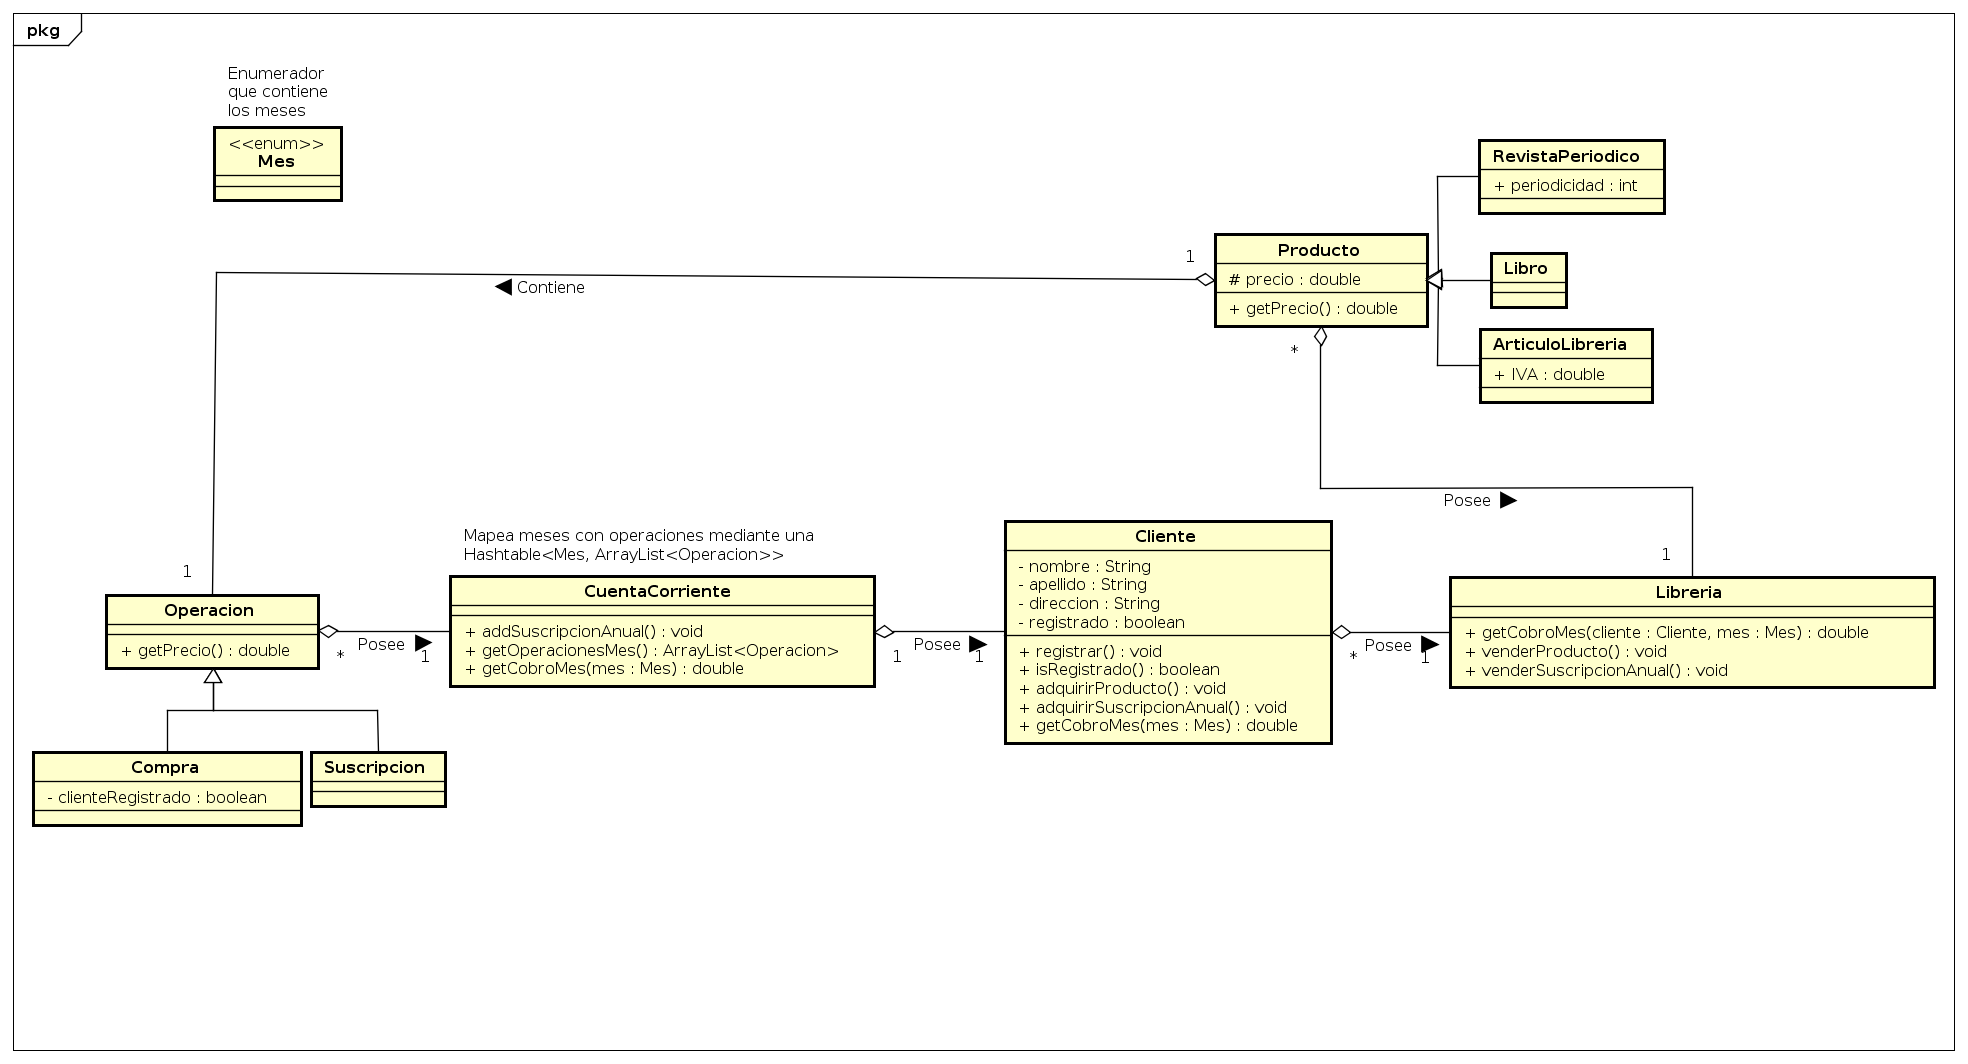 pkg
Enumerador
que contiene
los meses
<<enum>>
Mes
RevistaPeriodico
+ periodicidad : int
Producto
# precio : double
+ getPrecio() : double
1
Contiene
Libro
ArticuloLibreria
+ IVA : double
*
Posee
1
1
Mapea meses con operaciones mediante una
Hashtable<Mes, ArrayList<Operacion>>
Operacion
+ getPrecio() : double
*
Posee
1
CuentaCorriente
+ addSuscripcionAnual() : void
+ getOperacionesMes() : ArrayList<Operacion>
+ getCobroMes(mes : Mes) : double
1
Posee
1
Cliente
- nombre : String
- apellido : String
- direccion : String
- registrado : boolean
+ registrar() : void
+ isRegistrado() : boolean
+ adquirirProducto() : void
+ adquirirSuscripcionAnual() : void
+ getCobroMes(mes : Mes) : double
*
Posee
1
Libreria
+ getCobroMes(cliente : Cliente, mes : Mes) : double
+ venderProducto() : void
+ venderSuscripcionAnual() : void
Compra
- clienteRegistrado : boolean
Suscripcion